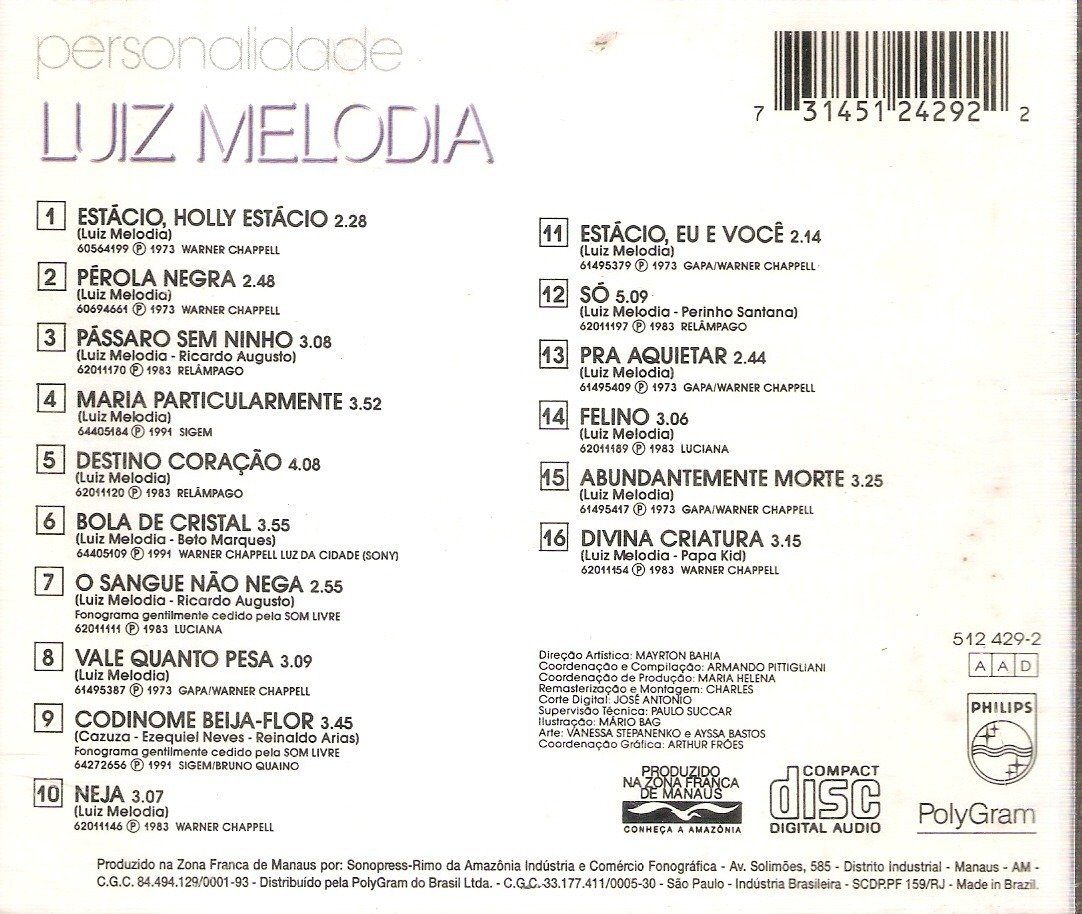 personalidade
LUIZ MELODIA
7 31451 24292 2
1 ESTÁCIO, HOLLY ESTÁCIO 2.28
(Luiz Melodia)
60564199 Ⓟ 1973 WARNER CHAPPELL
2 PÉROLA NEGRA 2.48
(Luiz Melodia)
60694661 Ⓟ 1973 WARNER CHAPPELL
3 PÁSSARO SEM NINHO 3.08
(Luiz Melodia - Ricardo Augusto)
62011170 Ⓟ 1983 RELÂMPAGO
4 MARIA PARTICULARMENTE 3.52
(Luiz Melodia)
64405184 Ⓟ 1991 SIGEM
5 DESTINO CORAÇÃO 4.08
(Luiz Melodia)
62011120 Ⓟ 1983 RELÂMPAGO
6 BOLA DE CRISTAL 3.55
(Luiz Melodia - Beto Marques)
64405109 Ⓟ 1991 WARNER CHAPPELL LUZ DA CIDADE (SONY)
7 O SANGUE NÃO NEGA 2.55
(Luiz Melodia - Ricardo Augusto)
Fonograma gentilmente cedido pela SOM LIVRE
62011111 Ⓟ 1983 LUCIANA
8 VALE QUANTO PESA 3.09
(Luiz Melodia)
61495387 Ⓟ 1973 GAPA/WARNER CHAPPELL
9 CODINOME BEIJA-FLOR 3.45
(Cazuza - Ezequiel Neves - Reinaldo Arias)
Fonograma gentilmente cedido pela SOM LIVRE
64272656 Ⓟ 1991 SIGEM/BRUNO QUAINO
10 NEJA 3.07
(Luiz Melodia)
62011146 Ⓟ 1983 WARNER CHAPPELL
11 ESTÁCIO, EU E VOCÊ 2.14
(Luiz Melodia)
61495379 Ⓟ 1973 GAPA/WARNER CHAPPELL
12 SÓ 5.09
(Luiz Melodia - Perinho Santana)
62011197 Ⓟ 1983 RELÂMPAGO
13 PRA AQUIETAR 2.44
(Luiz Melodia)
61495409 Ⓟ 1973 GAPA/WARNER CHAPPELL
14 FELINO 3.06
(Luiz Melodia)
62011189 Ⓟ 1983 LUCIANA
15 ABUNDANTEMENTE MORTE 3.25
(Luiz Melodia)
61495417 Ⓟ 1973 GAPA/WARNER CHAPPELL
16 DIVINA CRIATURA 3.15
(Luiz Melodia - Papa Kid)
62011154 Ⓟ 1983 WARNER CHAPPELL
Direção Artística: MAYRTON BAHIA
Coordenação e Compilação: ARMANDO PITTIGLIANI
Coordenação de Produção: MARIA HELENA
Remasterização e Montagem: CHARLES
Corte Digital: JOSÉ ANTONIO
Supervisão Técnica: PAULO SUCCAR
Ilustração: MÁRIO BAG
Arte: VANESSA STEPANENKO e AYSSA BASTOS
Coordenação Gráfica: ARTHUR FRÓES
512 429-2
A A D
PHILIPS
PRODUZIDO
NA ZONA FRANCA
DE MANAUS
CONHEÇA A AMAZÔNIA
COMPACT
disc
DIGITAL AUDIO
PolyGram
Produzido na Zona Franca de Manaus por: Sonopress-Rimo da Amazônia Indústria e Comércio Fonográfica - Av. Solimões, 585 - Distrito Industrial - Manaus - AM -
C.G.C. 84.494.129/0001-93 - Distribuído pela PolyGram do Brasil Ltda. - C.G.C. 33.177.411/0005-30 - São Paulo - Indústria Brasileira - SCDP.PF 159/RJ - Made in Brazil.